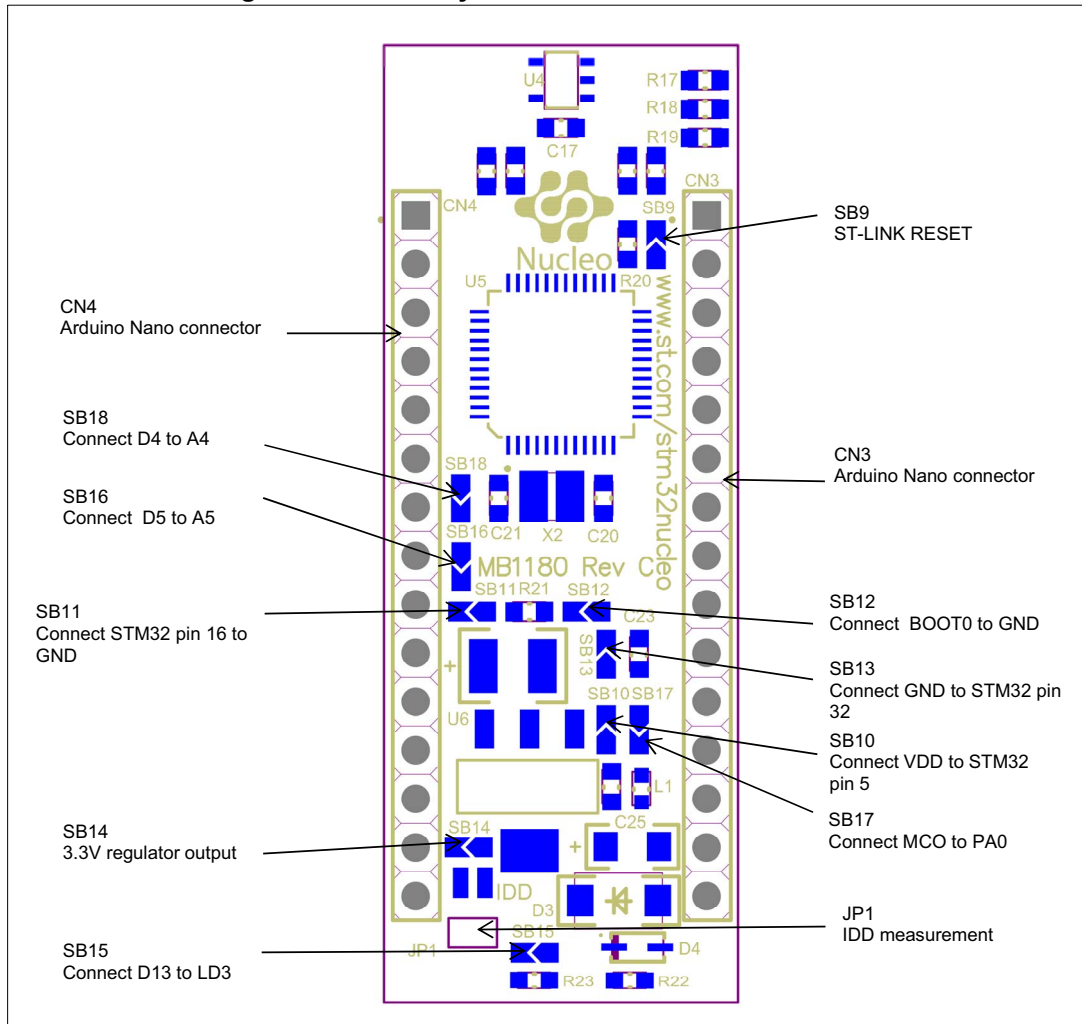 U4
R17
R18
R19
C17
CN4
CN3
SB9
Nucleo
U5
R20
www.st.com/stm32nucleo
SB18
C21
X2
C20
SB16
MB1180 Rev C
SB11
R21
SB12
C23
SB13
SB10
SB17
U6
L1
SB14
C25
IDD
D3
JP1
SB15
D4
R23
R22
CN4
Arduino Nano connector
SB18
Connect D4 to A4
SB16
Connect D5 to A5
SB11
Connect STM32 pin 16 to
GND
SB14
3.3V regulator output
SB15
Connect D13 to LD3
SB9
ST-LINK RESET
CN3
Arduino Nano connector
SB12
Connect BOOT0 to GND
SB13
Connect GND to STM32 pin
32
SB10
Connect VDD to STM32
pin 5
SB17
Connect MCO to PA0
JP1
IDD measurement